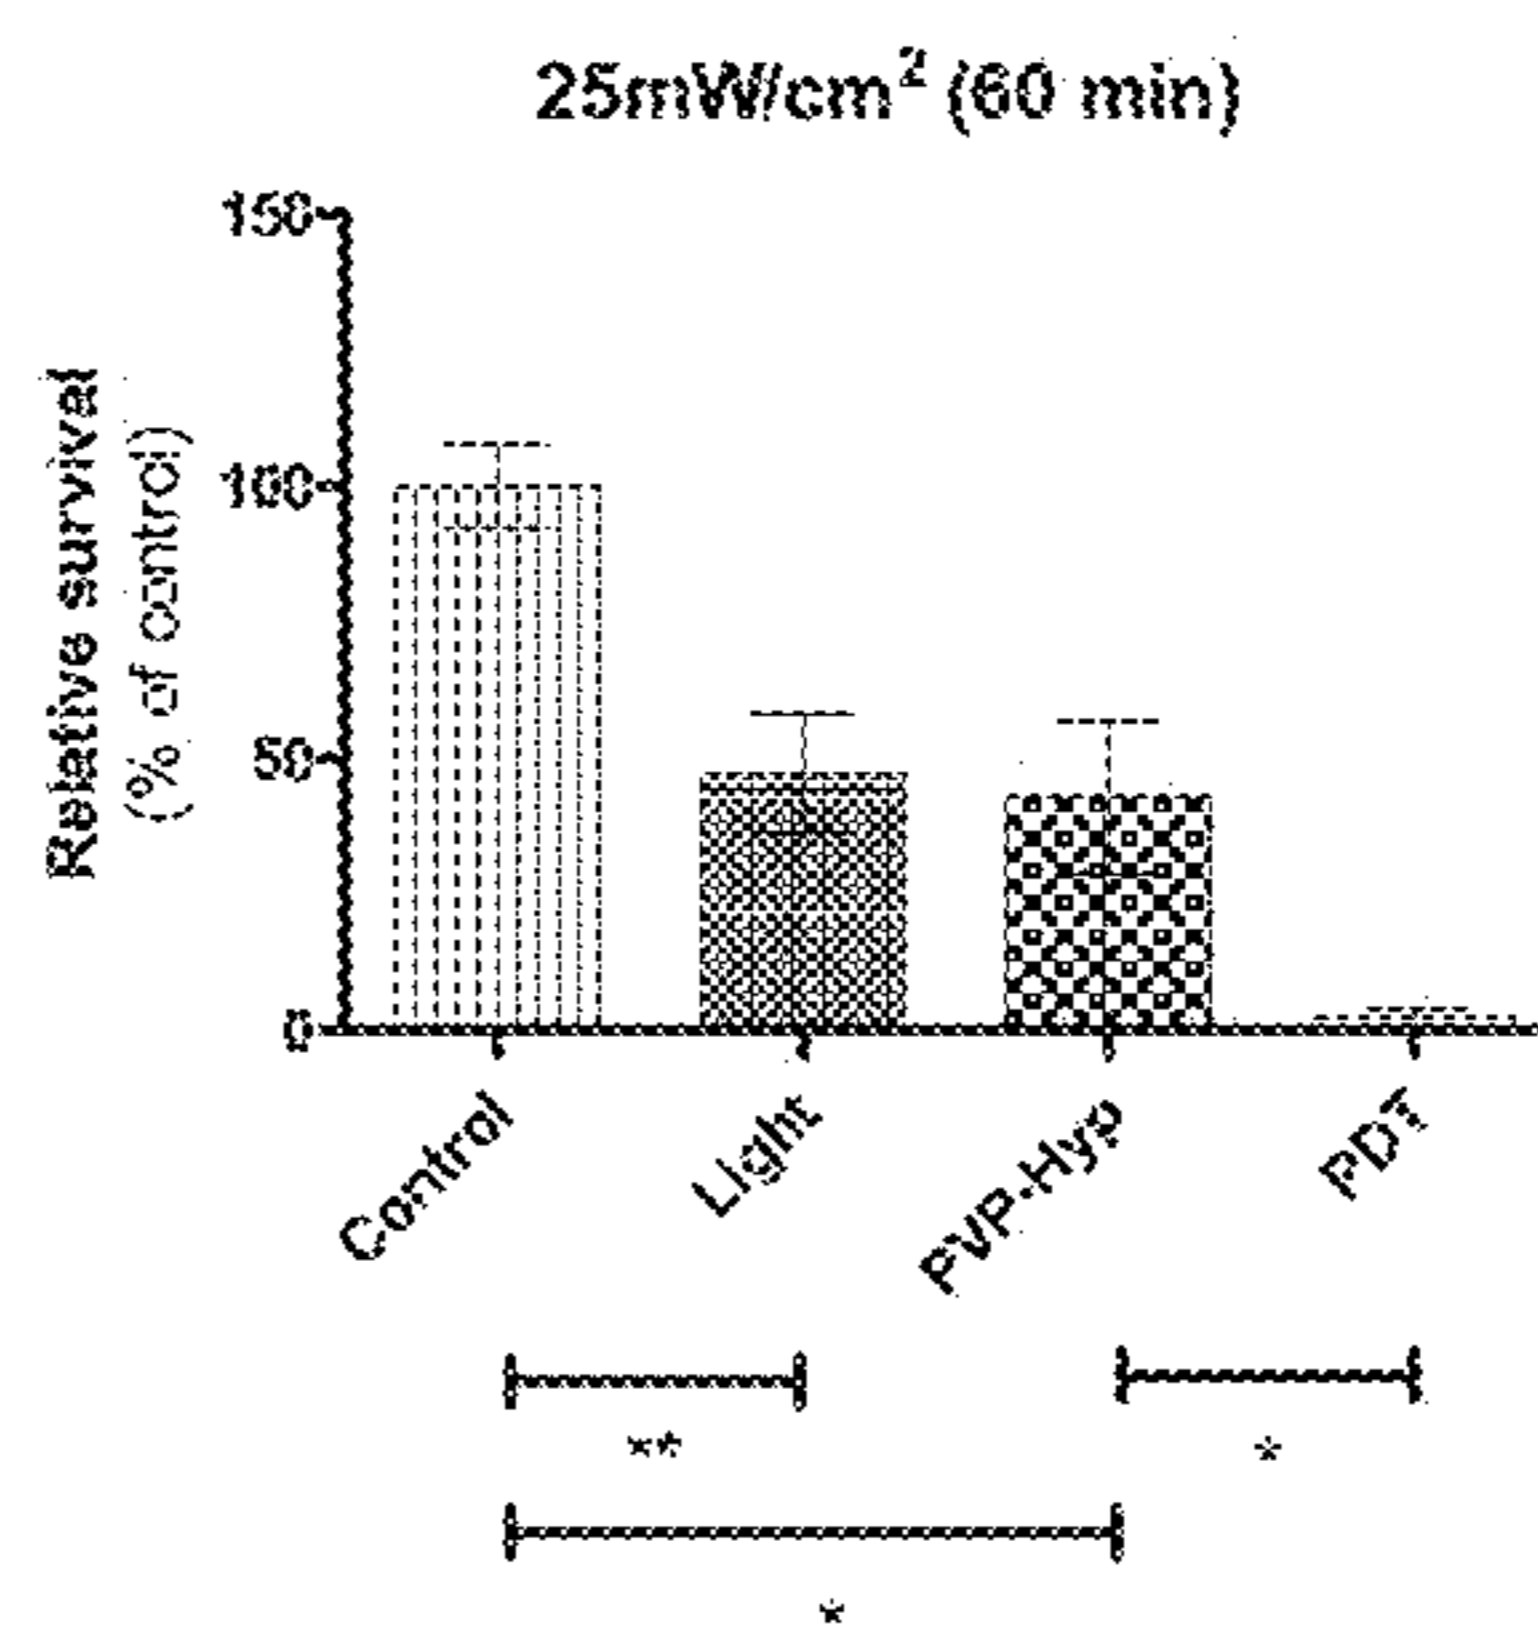 25mW/cm² (60 min)
Relative survival
(% of control)
150
100
50
0
Control
Light
PVP-Hyp
PDT
**
*
*